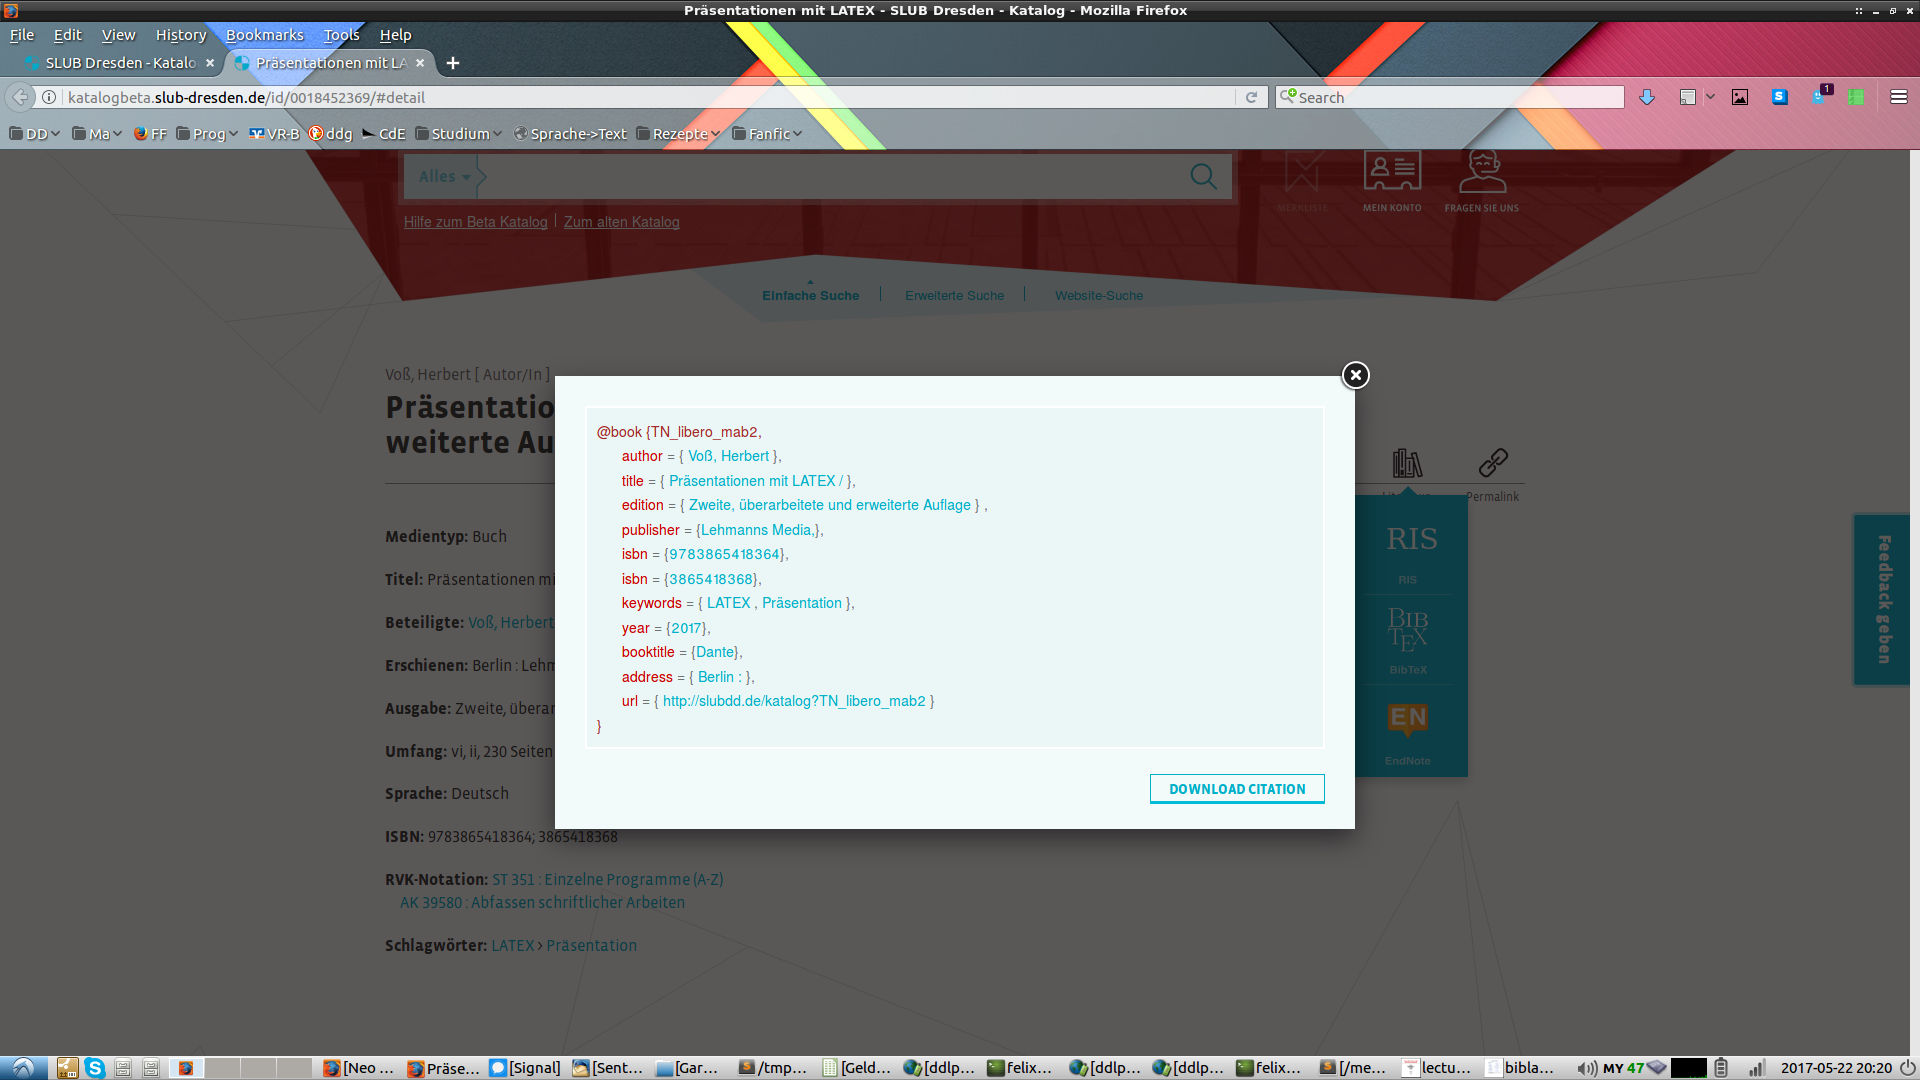 Präsentationen mit LATEX - SLUB Dresden - Katalog - Mozilla Firefox
File Edit View History Bookmarks Tools Help
SLUB Dresden - Katalo
Präsentationen mit LA
katalogbeta.slub-dresden.de/id/0018452369/#detail
Search
1
DD Ma FF Prog VR-B ddg CdE Studium Sprache->Text Rezepte Fanfic
Alles
MERKLISTE MEIN KONTO FRAGEN SIE UNS
Hilfe zum Beta Katalog Zum alten Katalog
Einfache Suche Erweiterte Suche Website-Suche
Voß, Herbert [ Autor/In ]
Präsentatio
weiterte Au
Permalink
@book {TN_libero_mab2,
author = { Voß, Herbert },
title = { Präsentationen mit LATEX / },
edition = { Zweite, überarbeitete und erweiterte Auflage } ,
publisher = {Lehmanns Media,},
isbn = {9783865418364},
isbn = {3865418368},
keywords = { LATEX , Präsentation },
year = {2017},
booktitle = {Dante},
address = { Berlin : },
url = { http://slubdd.de/katalog?TN_libero_mab2 }
}
DOWNLOAD CITATION
RIS
RIS
BIBTEX
BibTeX
EN
EndNote
Feedback geben
Medientyp: Buch
Titel: Präsentationen mi
Beteiligte: Voß, Herbert
Erschienen: Berlin : Lehm
Ausgabe: Zweite, überar
Umfang: vi, ii, 230 Seiten
Sprache: Deutsch
ISBN: 9783865418364; 3865418368
RVK-Notation: ST 351 : Einzelne Programme (A-Z)
AK 39580 : Abfassen schriftlicher Arbeiten
Schlagwörter: LATEX > Präsentation
[Neo ... Präse... [Signal] [Sent... [Gar... /tmp... [Geld... [ddlp... felix... [ddlp... [ddlp... felix... [/me... lectu... bibla... MY 47 2017-05-22 20:20